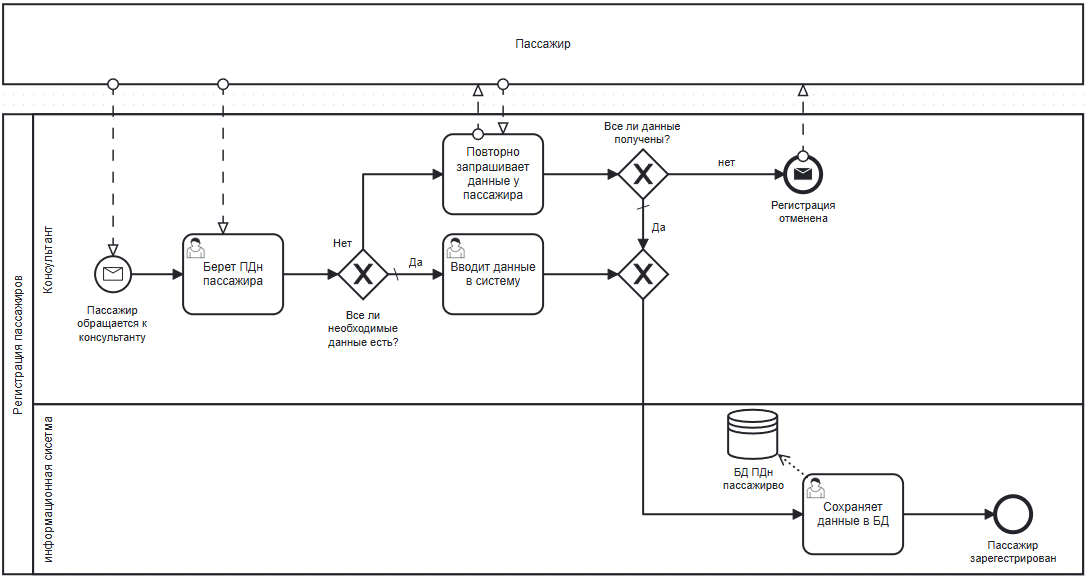 Пассажир
Регистрация пассажиров
Консультант
Пассажир
обращается к
консультанту
Берет ПДн
пассажира
Нет
Да
Все ли
необходимые
данные есть?
Повторно
запрашивает
данные у
пассажира
Вводит данные
в систему
Все ли данные
получены?
нет
Да
Регистрация
отменена
информационная сисетма
БД ПДн
пассажирво
Сохраняет
данные в БД
Пассажир
зарегестрирован